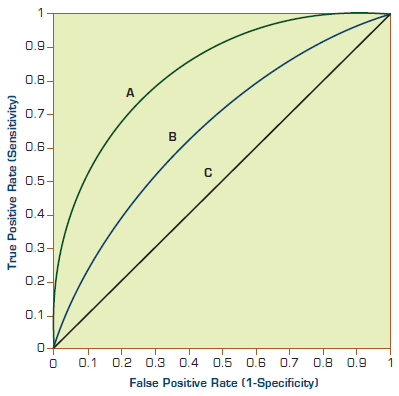 True Positive Rate (Sensitivity)
1
0.9
0.8
0.7
0.6
0.5
0.4
0.3
0.2
0.1
0
A
B
C
0 0.1 0.2 0.3 0.4 0.5 0.6 0.7 0.8 0.9 1
False Positive Rate (1-Specificity)